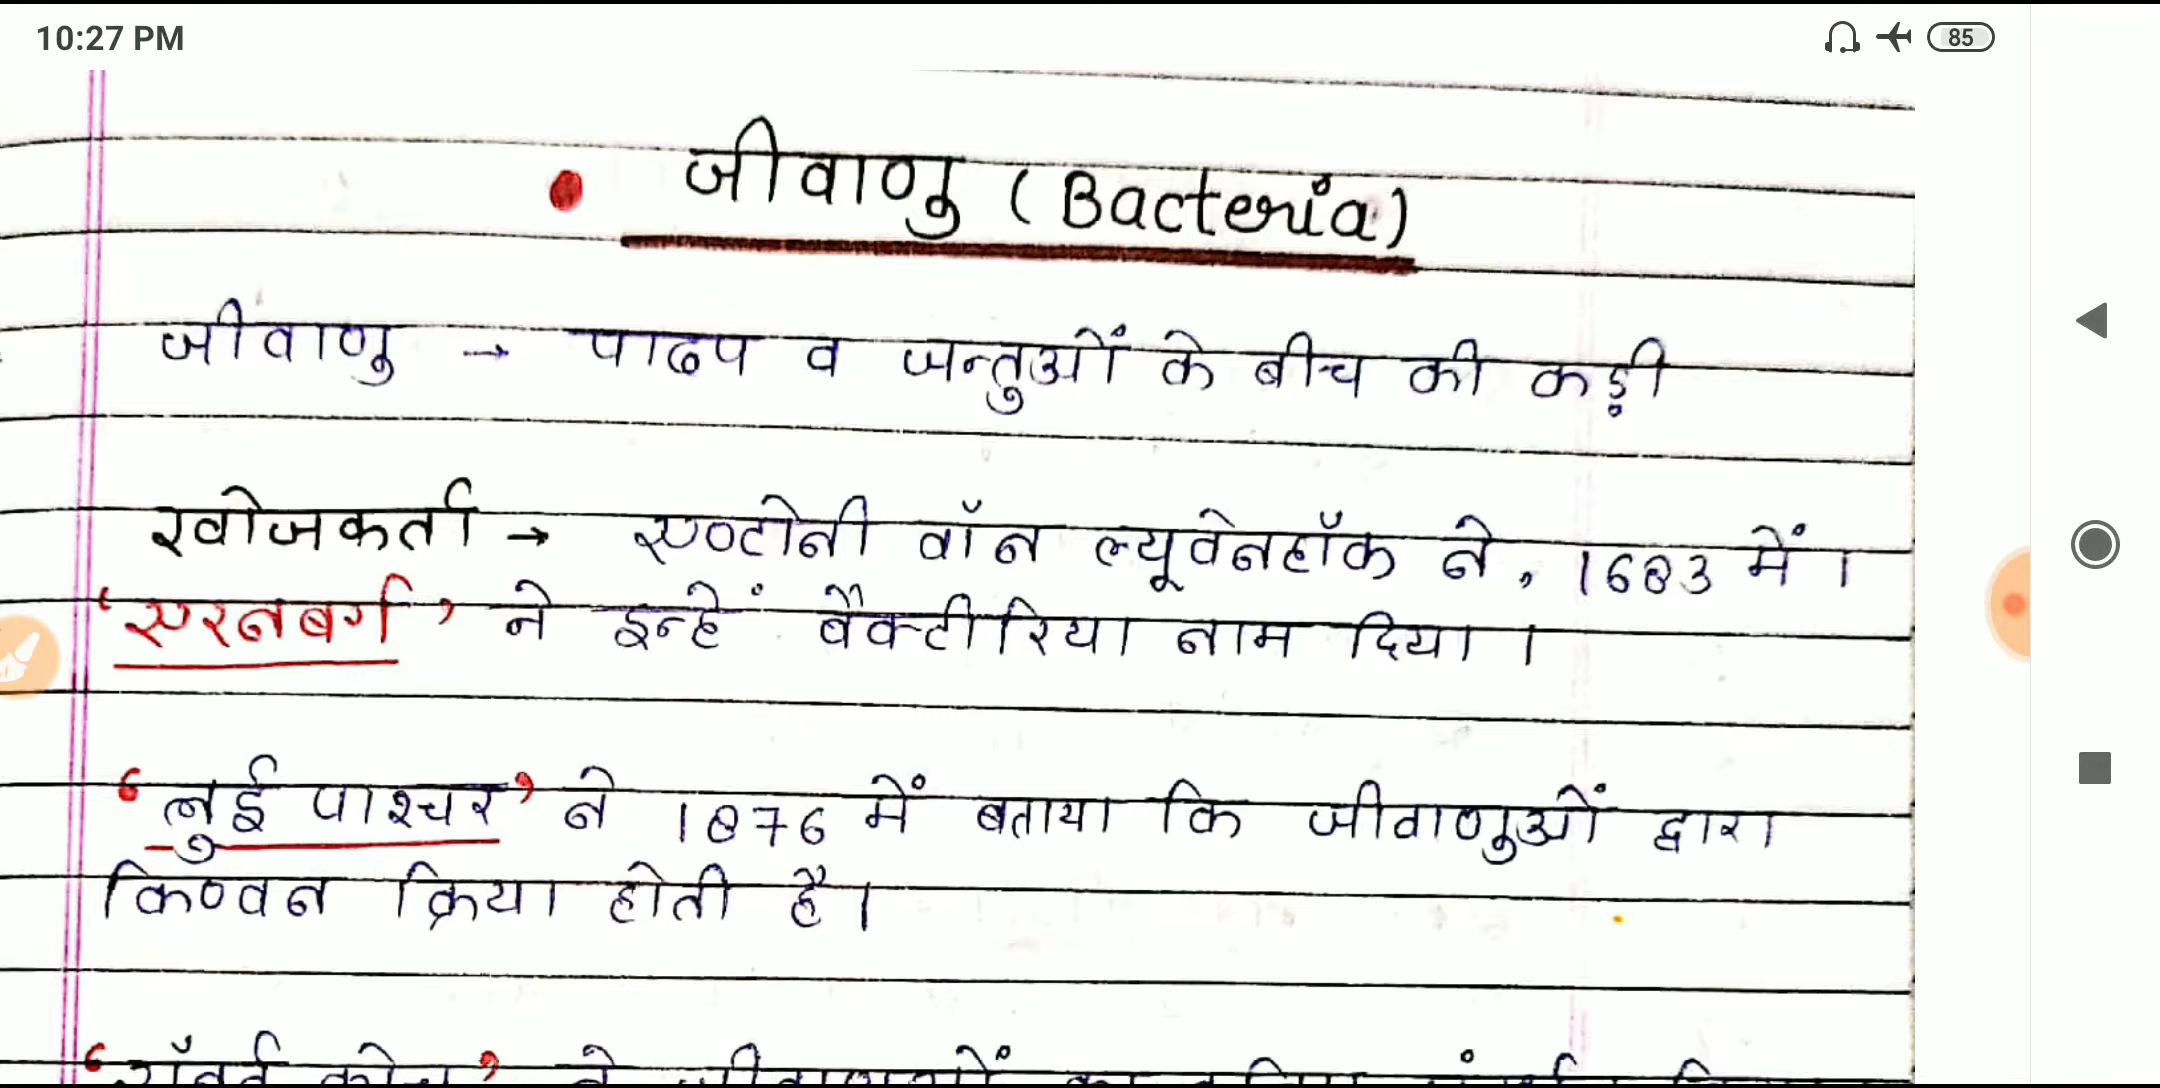 10:27 PM
85
जीवाणु (Bacteria)
जीवाणु → पादप व जन्तुओं के बीच की कड़ी
खोजकर्ता → एण्टोनी वॉन ल्यूवेनहॉक ने, 1683 में।
'एरनबर्ग' ने इन्हें बैक्टीरिया नाम दिया।
'लुई पाश्चर' ने 1876 में बताया कि जीवाणुओं द्वारा
किण्वन क्रिया होती है।